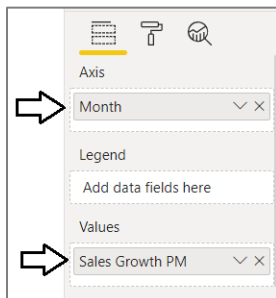 Axis
Month
Legend
Add data fields here
Values
Sales Growth PM